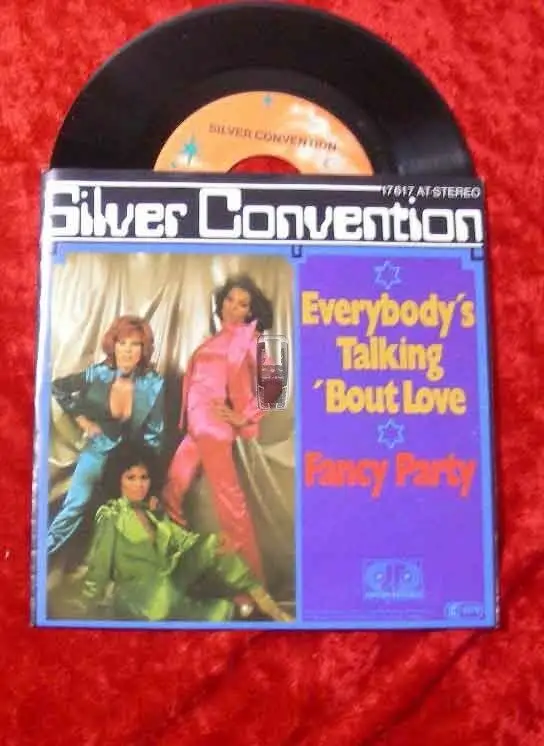 SILVER CONVENTION
17 617 AT·STEREO
Silver Convention
Everybody´s
Talking
´Bout Love
Fancy Party